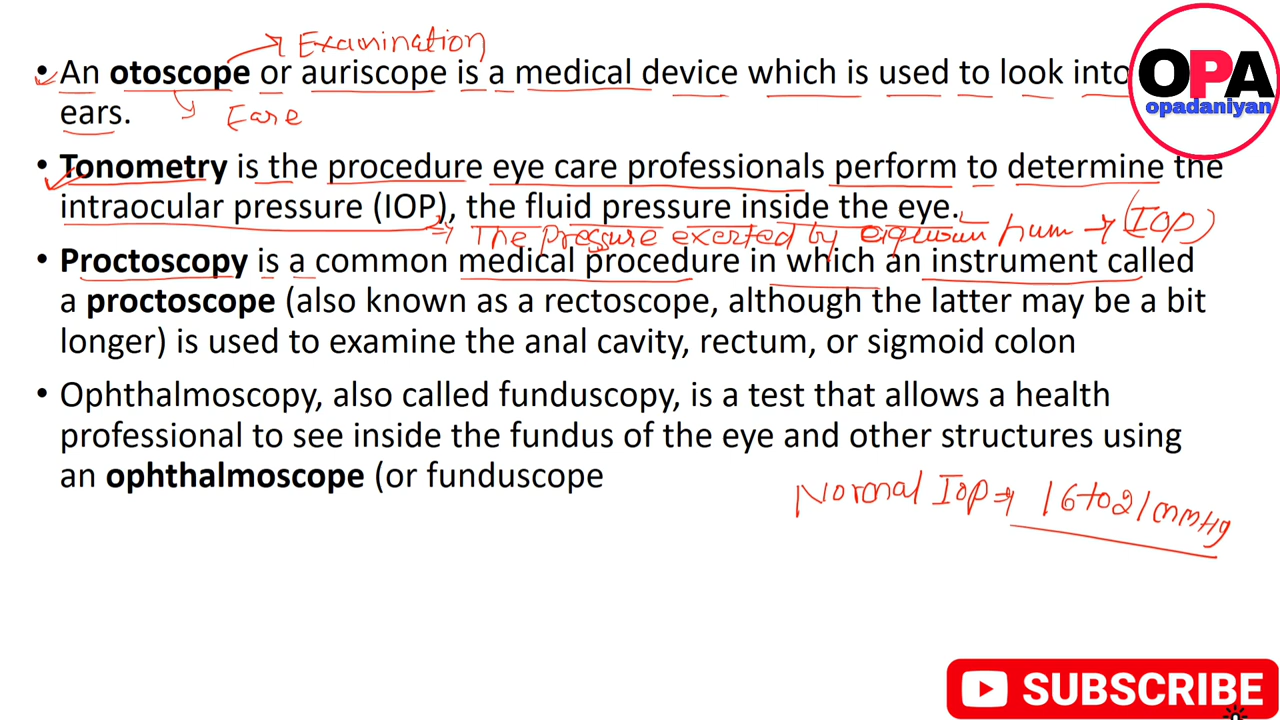 Examination
• An otoscope or auriscope is a medical device which is used to look into
OPA
opadaniyan
ears.
Eare
• Tonometry is the procedure eye care professionals perform to determine the
intraocular pressure (IOP), the fluid pressure inside the eye.
The pressure exerted by hum → (IOP)
• Proctoscopy is a common medical procedure in which an instrument called
a proctoscope (also known as a rectoscope, although the latter may be a bit
longer) is used to examine the anal cavity, rectum, or sigmoid colon
• Ophthalmoscopy, also called funduscopy, is a test that allows a health
professional to see inside the fundus of the eye and other structures using
an ophthalmoscope (or funduscope
Normal IOP ⇒ 16 to 21 mmHg
SUBSCRIBE